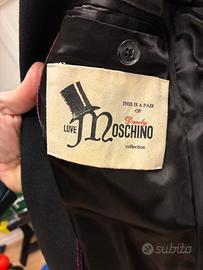 THIS IS A PAIR
OF
Dandy
LOVE MOSCHINO
collection
subito